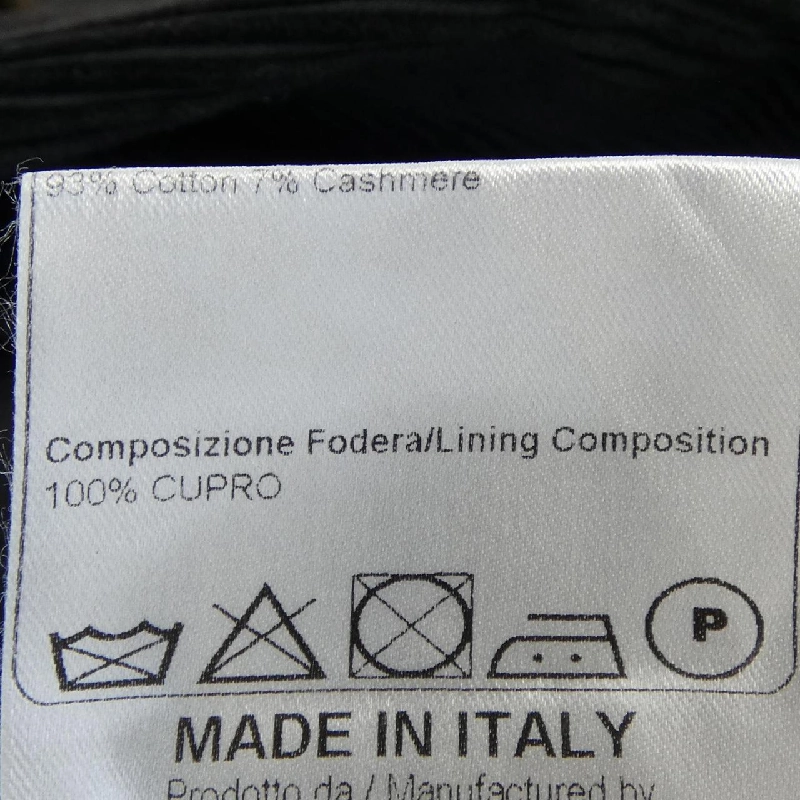 93% Cotton 7% Cashmere
Composizione Fodera/Lining Composition
100% CUPRO
P
MADE IN ITALY
Prodotto da / Manufactured by